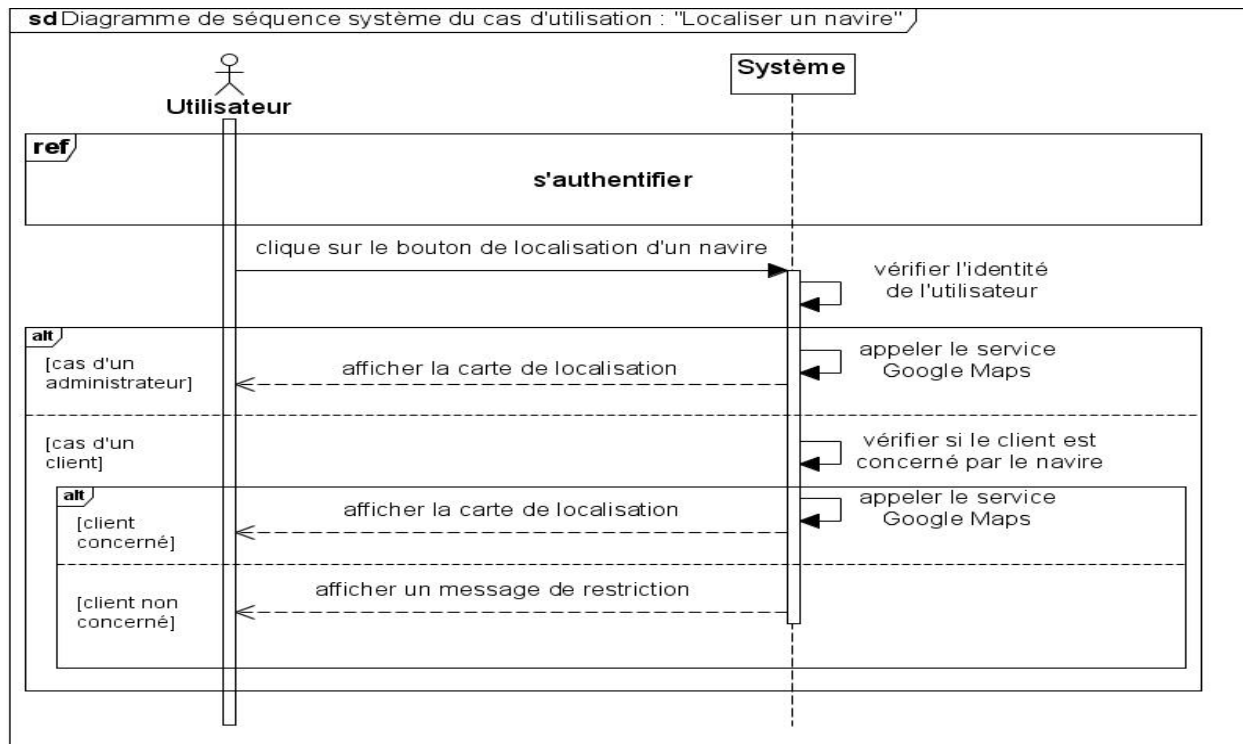 sd Diagramme de séquence système du cas d'utilisation : "Localiser un navire"
Utilisateur
Système
ref
s'authentifier
clique sur le bouton de localisation d'un navire
vérifier l'identité
de l'utilisateur
alt
[cas d'un
administrateur]
afficher la carte de localisation
appeler le service
Google Maps
[cas d'un
client]
vérifier si le client est
concerné par le navire
alt
[client
concerné]
afficher la carte de localisation
appeler le service
Google Maps
[client non
concerné]
afficher un message de restriction